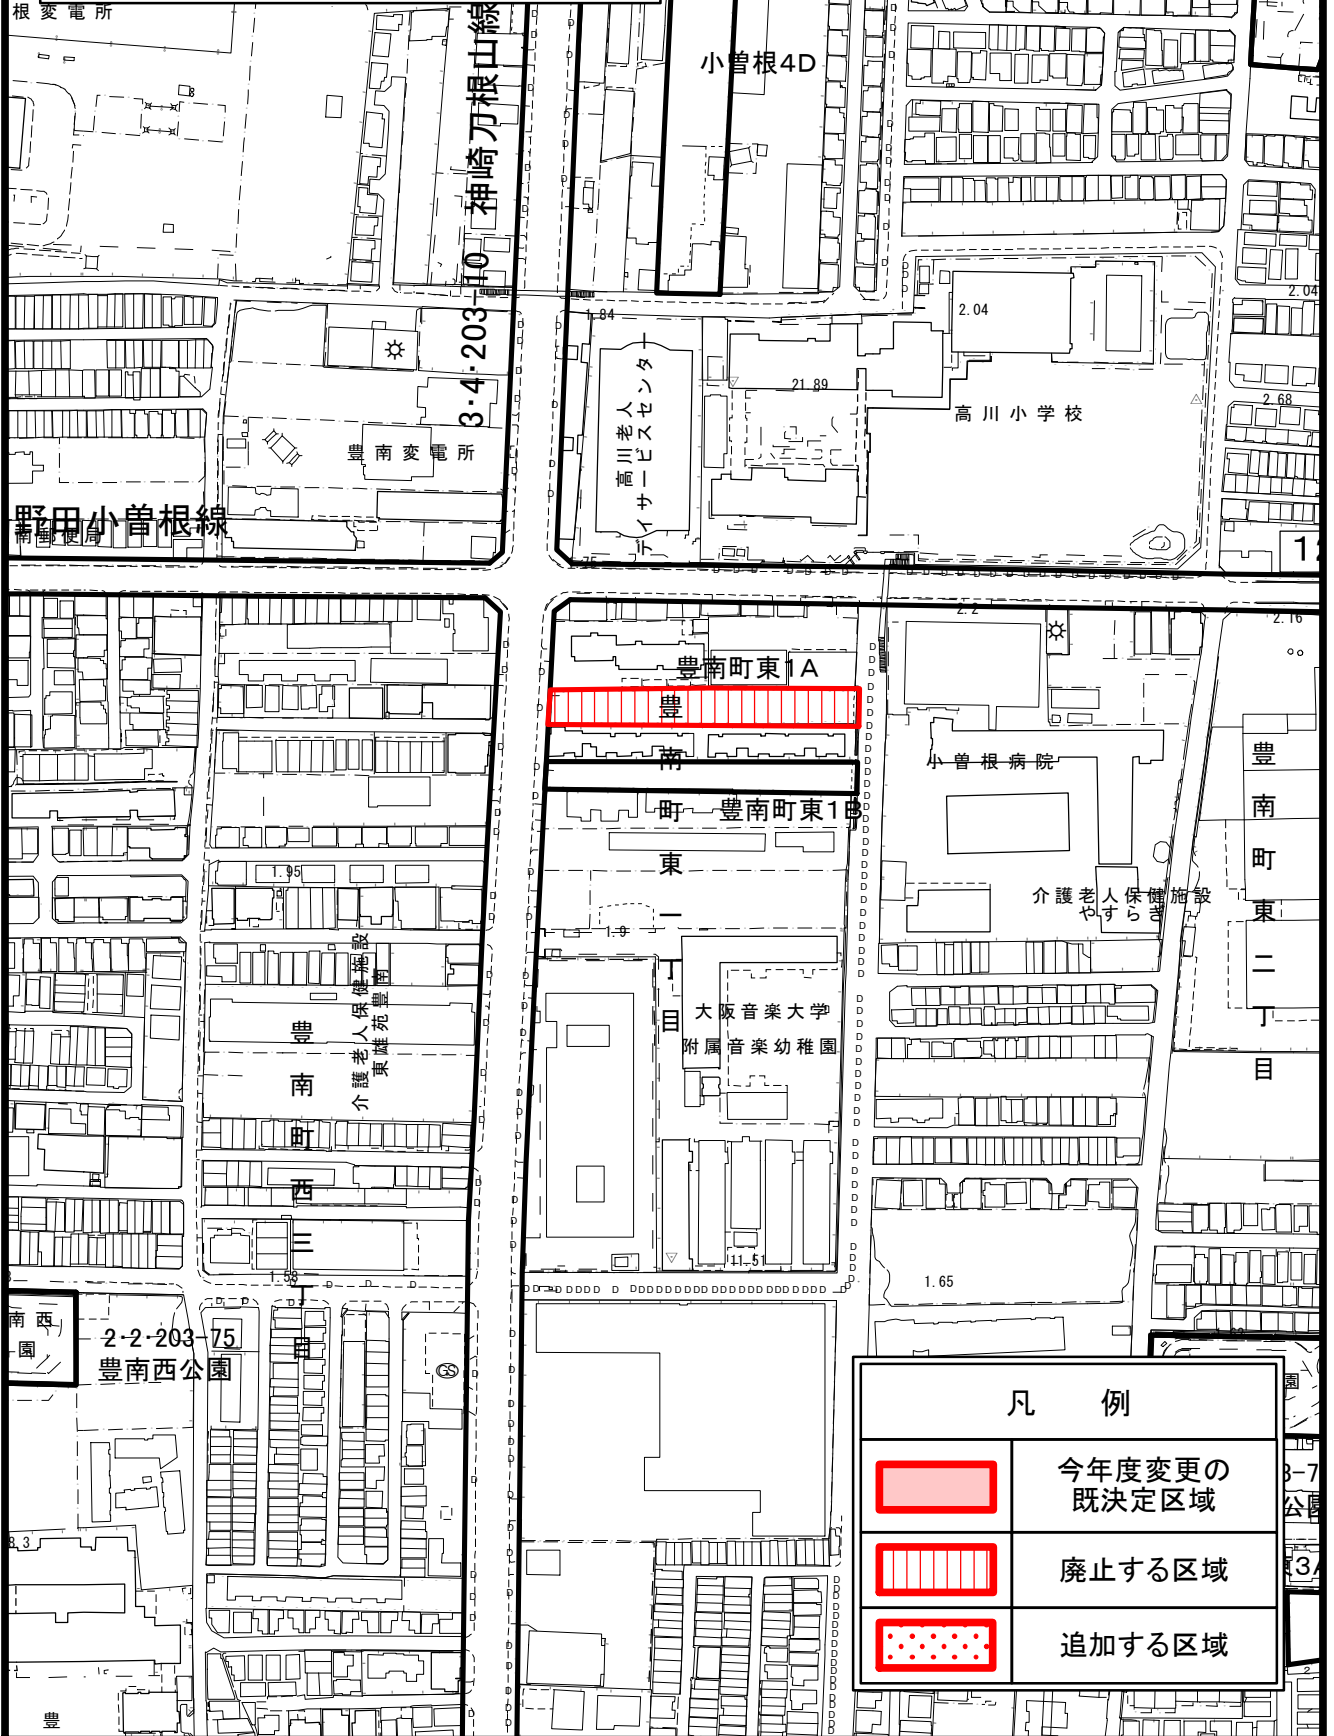 根変電所
神崎刀根山線
3・4・203-10
小曽根4D
2.04
2.04
1.84
21.89
2.68
高川小学校
高川老人
デイサービスセンター
豊南変電所
野田小曽根線
南郵便局
2.2
2.16
豊南町東1A
小曽根病院
豊南町東1B
豊南町東一丁目
豊南町東二丁目
1.95
1.9
介護老人保健施設
やすらぎ
介護老人保健施設
東雄苑豊南
大阪音楽大学
附属音楽幼稚園
豊南町西三丁目
11.51
1.58
1.65
南西
園
2・2・203-75
豊南西公園
GS
8.3
豊
凡 例
今年度変更の
既決定区域
廃止する区域
追加する区域
園
公園